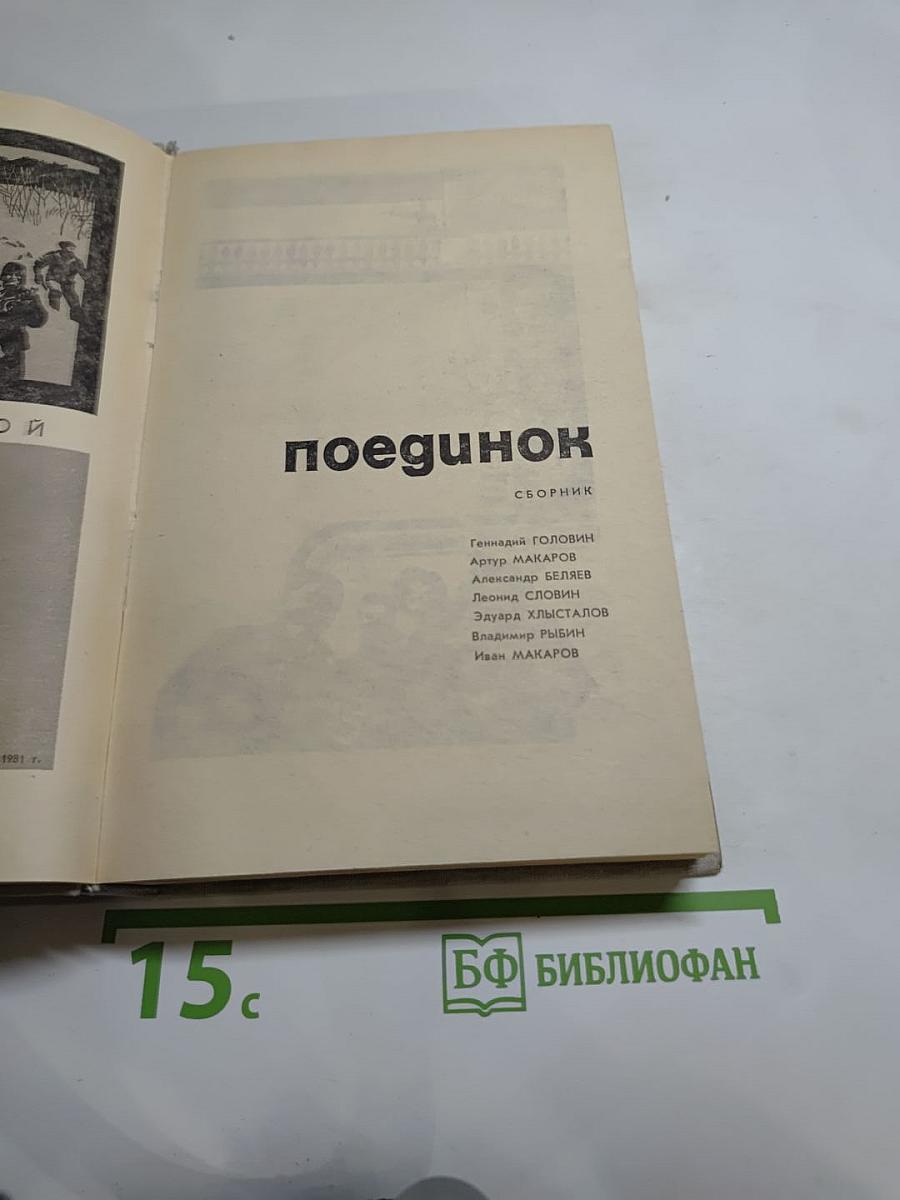 ОЙ
1981 г.
поединок
СБОРНИК
Геннадий ГОЛОВИН
Артур МАКАРОВ
Александр БЕЛЯЕВ
Леонид СЛОВИН
Эдуард ХЛЫСТАЛОВ
Владимир РЫБИН
Иван МАКАРОВ
15 с
БФ БИБЛИОФАН